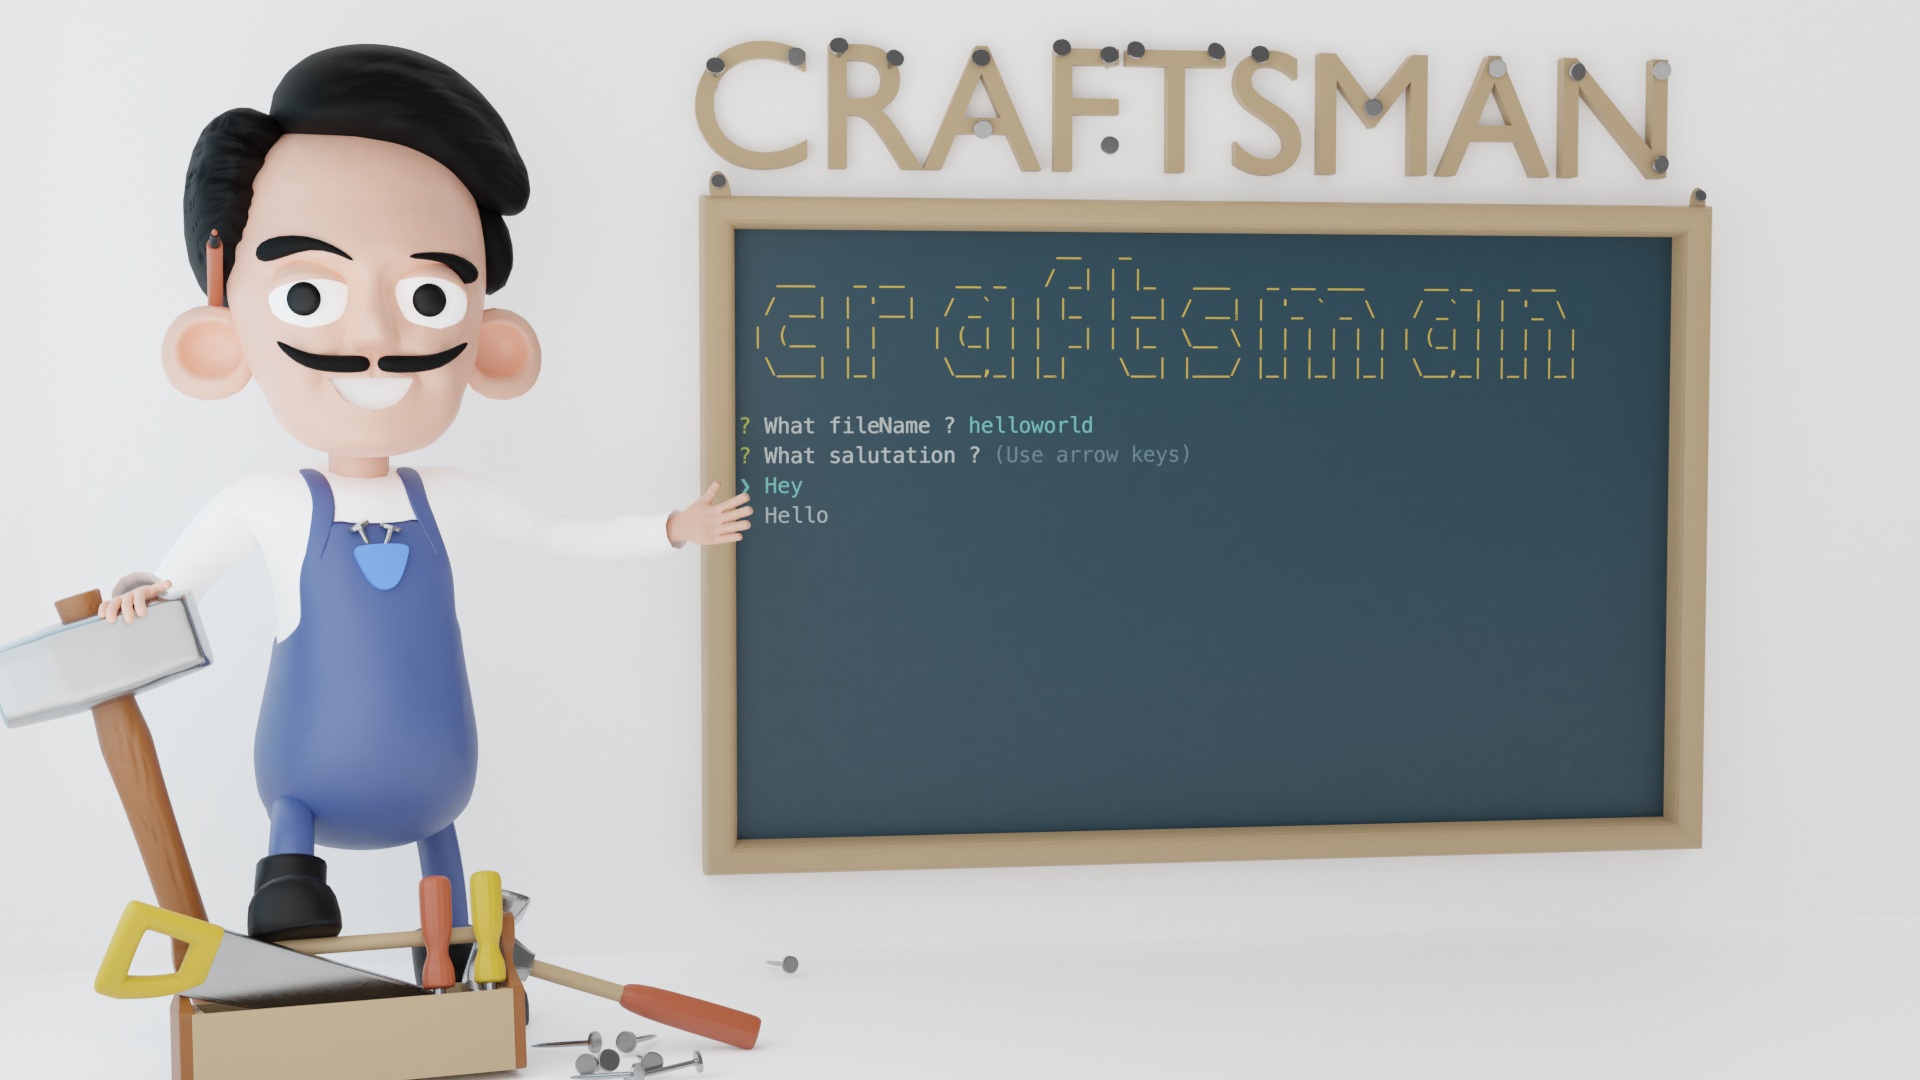 CRAFTSMAN
craftsman
? What fileName ? helloworld
? What salutation ? (Use arrow keys)
❯ Hey
Hello